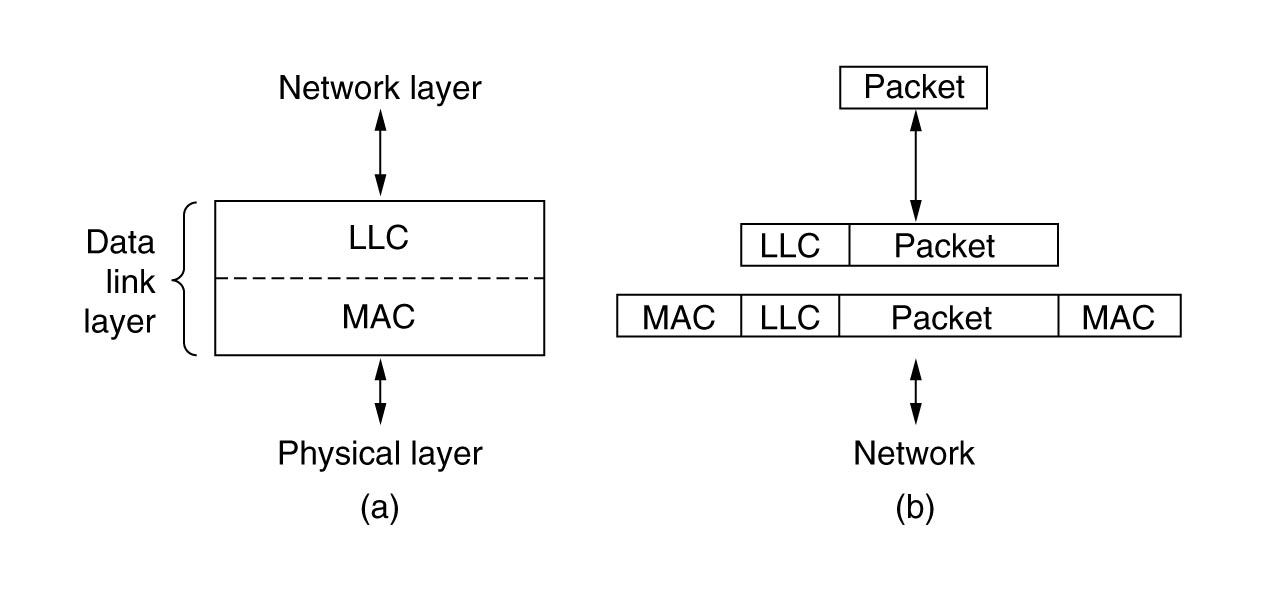 Network layer
Data
link
layer
LLC
MAC
Physical layer
(a)
Packet
LLC Packet
MAC LLC Packet MAC
Network
(b)